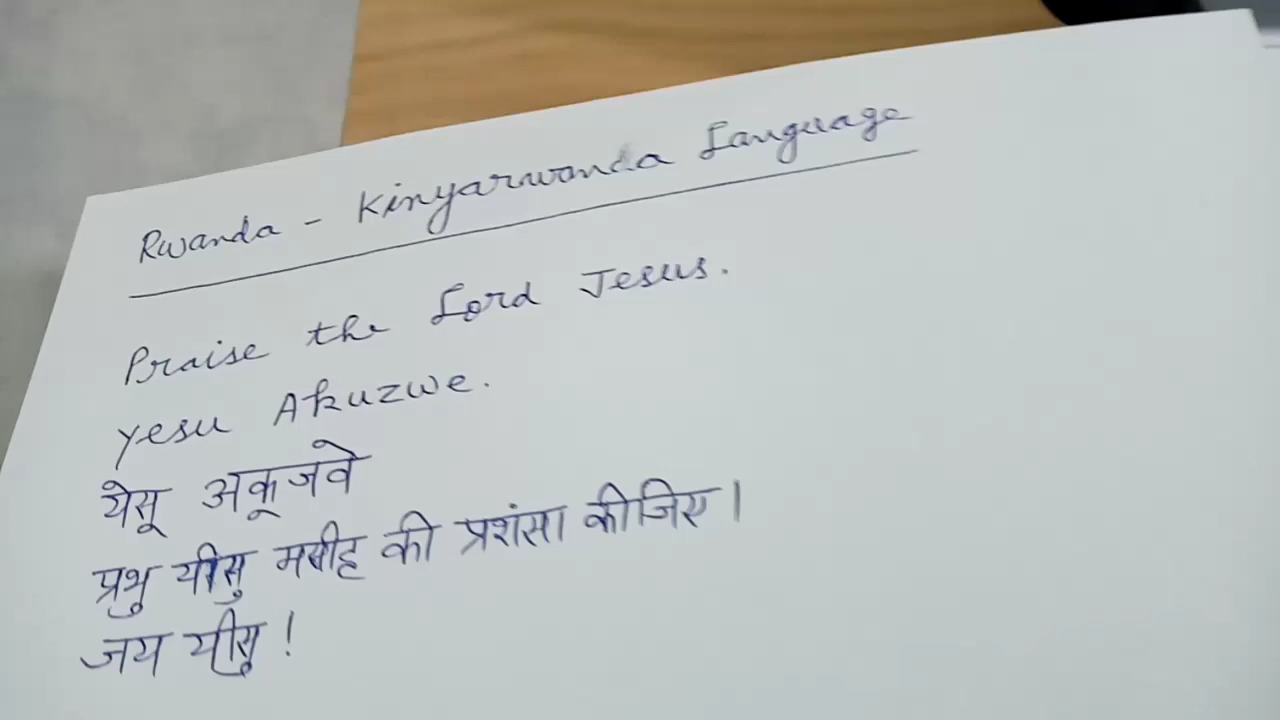 Rwanda - Kinyarwanda Language
Praise the Lord Jesus.
Yesu Akuzwe.
येसू अकूजवे
प्रभु यीसु मसीह की प्रशंसा कीजिए।
जय यीसु!